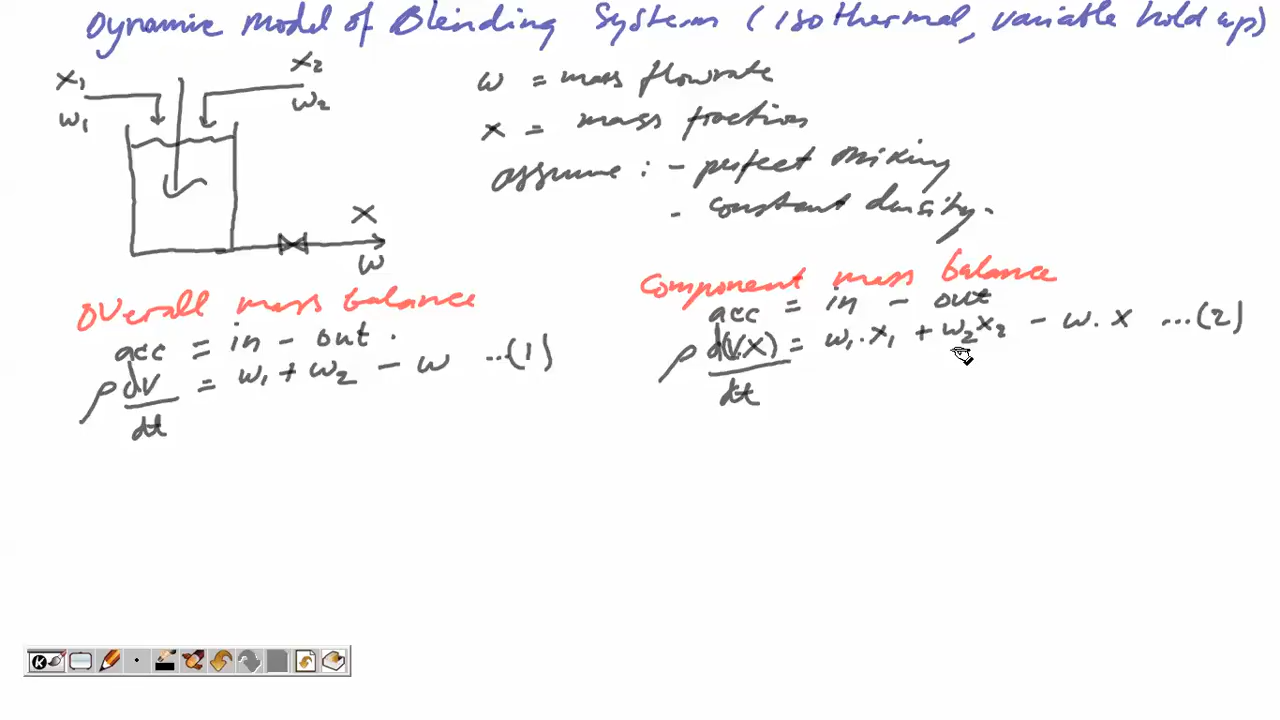 Dynamic model of Blending System (isothermal, variable hold up)
x₁
w₁
x₂
w₂
x
w
w = mass flowrate
x = mass fraction
assume : - perfect mixing
- constant density.
Overall mass balance
acc = in - out .
ρ dV/dt = w₁ + w₂ - w ...(1)
Component mass balance
acc = in - out
ρ d(V.x)/dt = w₁.x₁ + w₂x₂ - w.x ...(2)
K